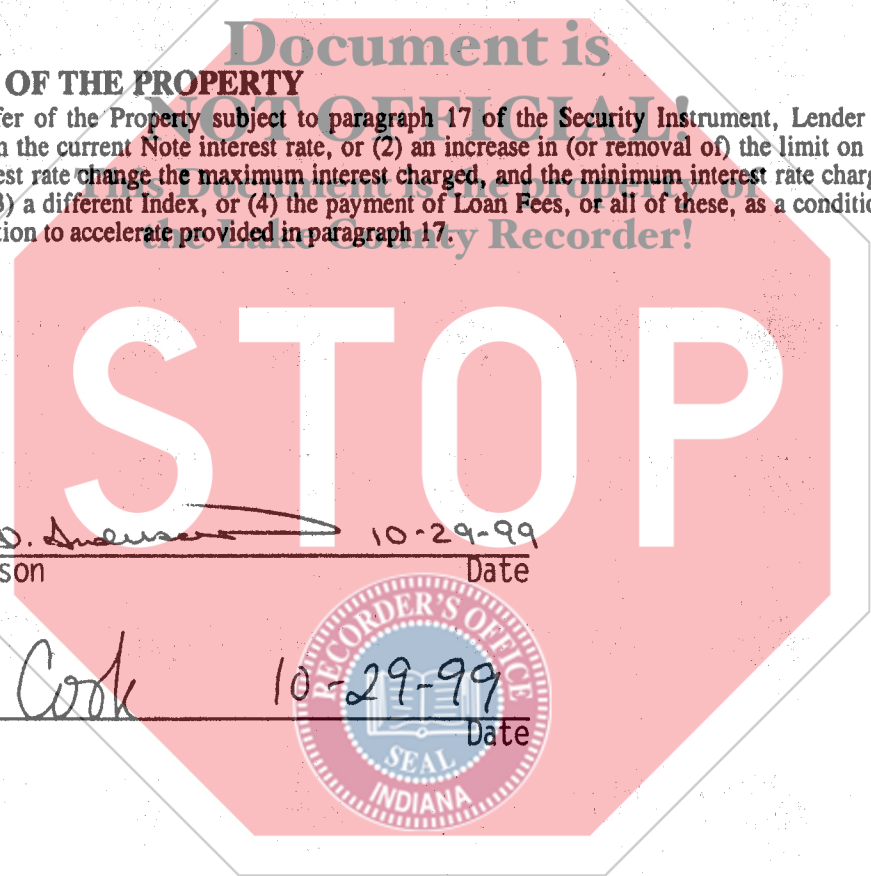 Document is
OF THE PROPERTY
NOT OFFICIAL!
fer of the Property subject to paragraph 17 of the Security Instrument, Lender
n the current Note interest rate, or (2) an increase in (or removal of) the limit on
est rate change the maximum interest charged, and the minimum interest rate charg
This Document is the property of
3) a different Index, or (4) the payment of Loan Fees, or all of these, as a conditio
tion to accelerate provided in paragraph 17.
the Lake County Recorder!
STOP
D. Anderson 10-29-99
son Date
Cook 10-29-99
Date
RECORDER'S OFFICE
SEAL
INDIANA